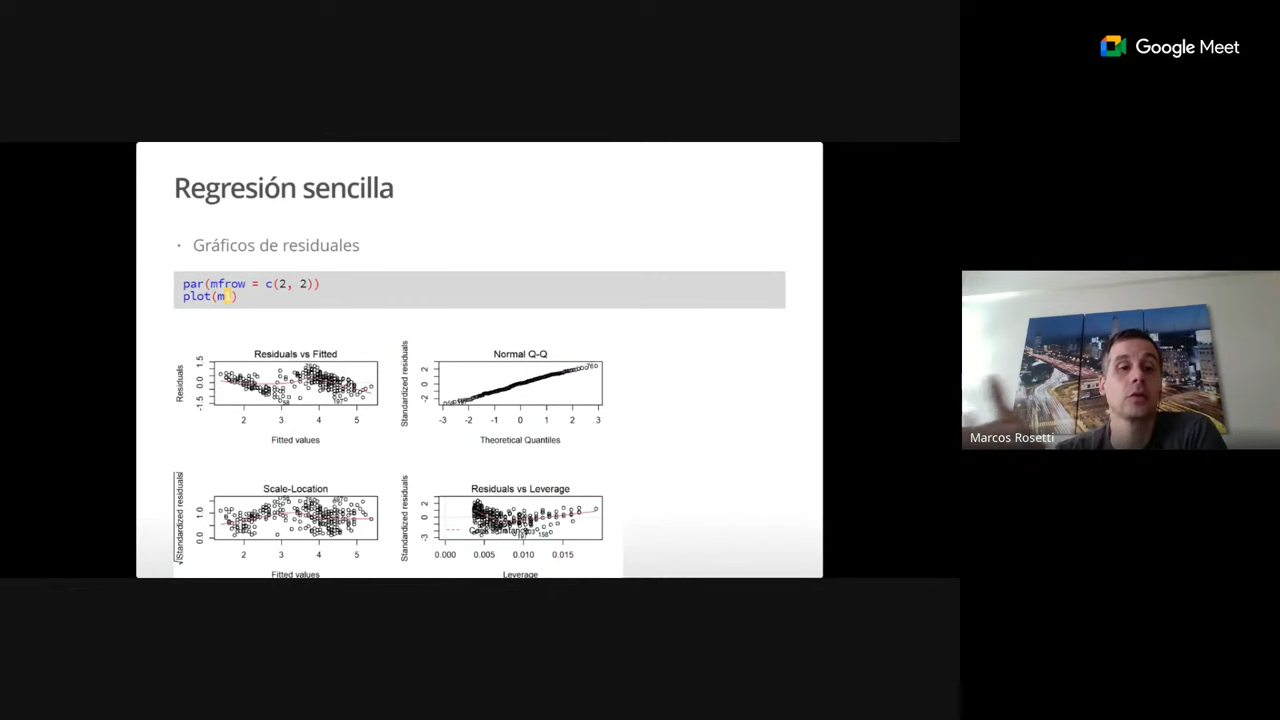 Google Meet
Regresión sencilla
· Gráficos de residuales
par(mfrow = c(2, 2))
plot(m1)
Residuals vs Fitted
Residuals
1.5
0.0
-1.5
2 3 4 5
Fitted values
Normal Q-Q
Standardized residuals
2
0
-2
-3 -2 -1 0 1 2 3
Theoretical Quantiles
Scale-Location
√Standardized residuals
1.0
0.0
2 3 4 5
Fitted values
Residuals vs Leverage
Standardized residuals
2
0
-3
158
0.000 0.005 0.010 0.015
Leverage
Marcos Rosetti